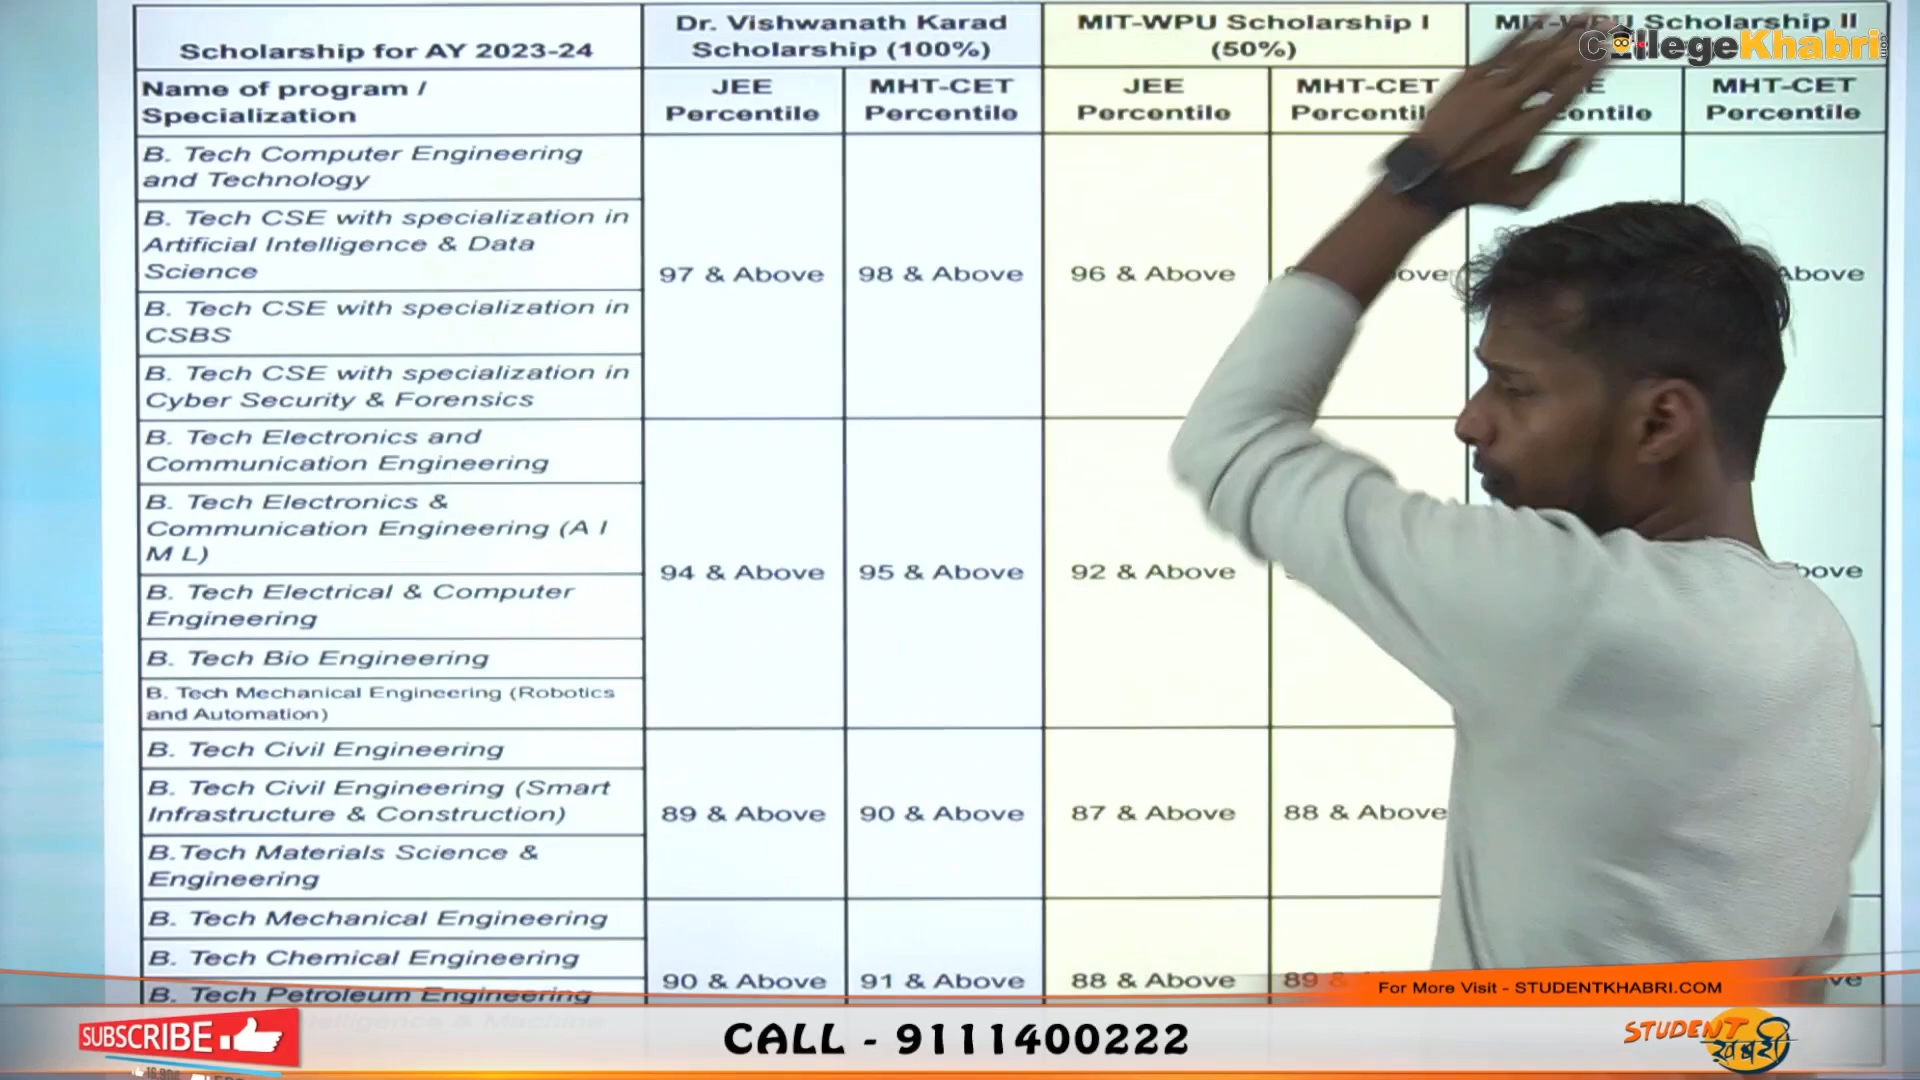 Scholarship for AY 2023-24
Dr. Vishwanath Karad
Scholarship (100%)
MIT-WPU Scholarship I
(50%)
Scholarship II
CollegeKhabri.com
Name of program /
Specialization
JEE
Percentile
MHT-CET
Percentile
JEE
Percentile
MHT-CET
MHT-CET
Percentile
B. Tech Computer Engineering
and Technology
B. Tech CSE with specialization in
Artificial Intelligence & Data
Science
B. Tech CSE with specialization in
CSBS
B. Tech CSE with specialization in
Cyber Security & Forensics
97 & Above
98 & Above
96 & Above
Above
B. Tech Electronics and
Communication Engineering
B. Tech Electronics &
Communication Engineering (A I
M L)
B. Tech Electrical & Computer
Engineering
B. Tech Bio Engineering
B. Tech Mechanical Engineering (Robotics
and Automation)
94 & Above
95 & Above
92 & Above
B. Tech Civil Engineering
B. Tech Civil Engineering (Smart
Infrastructure & Construction)
B.Tech Materials Science &
Engineering
89 & Above
90 & Above
87 & Above
88 & Above
B. Tech Mechanical Engineering
B. Tech Chemical Engineering
B. Tech Petroleum Engineering
90 & Above
91 & Above
88 & Above
89
For More Visit - STUDENTKHABRI.COM
SUBSCRIBE
CALL - 9111400222
STUDENT
खबरी